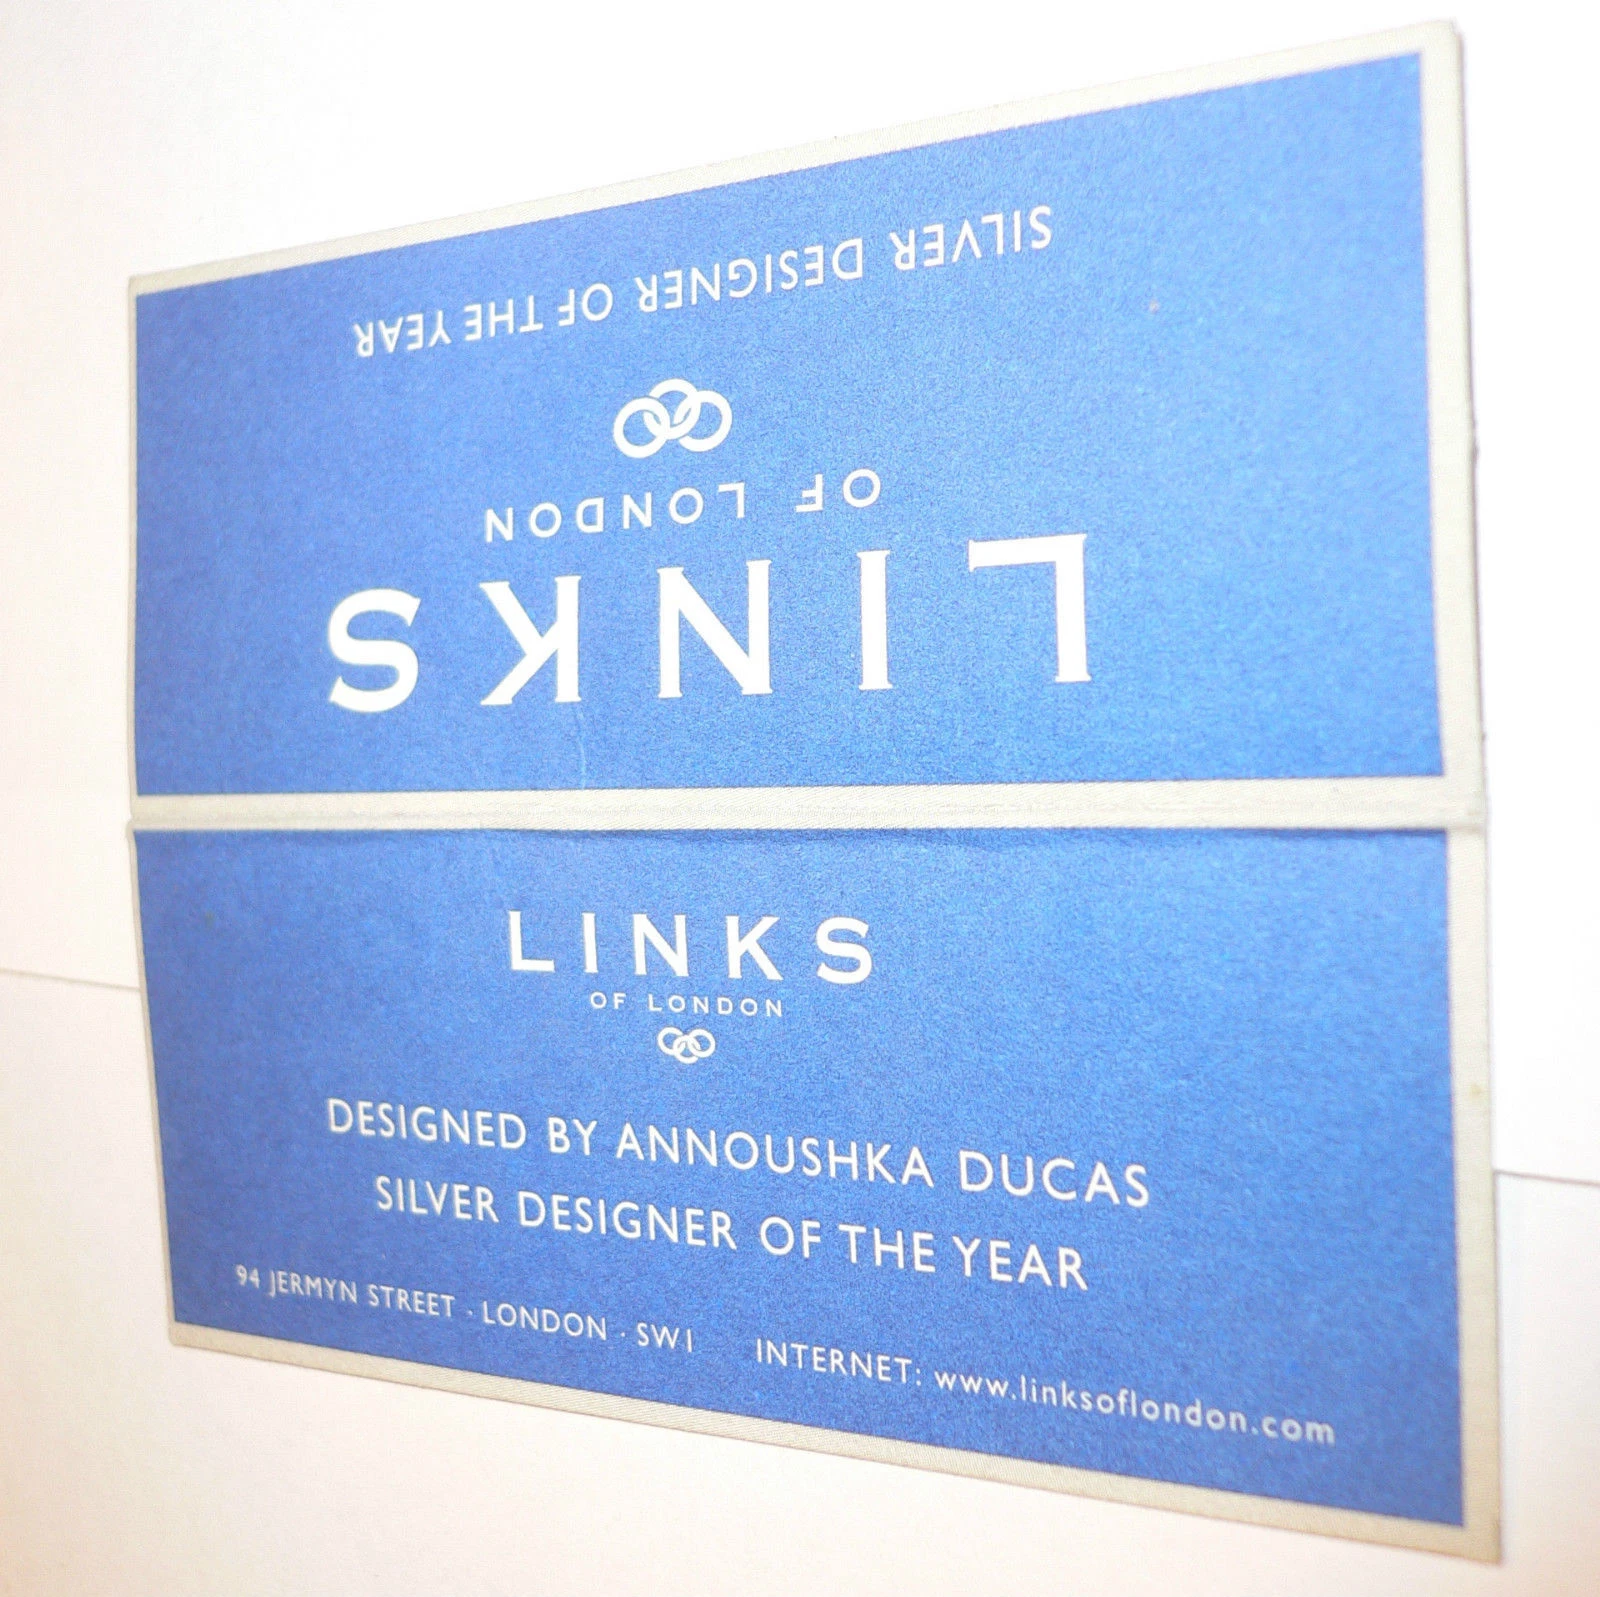 LINKS
OF LONDON
SILVER DESIGNER OF THE YEAR
LINKS
OF LONDON
DESIGNED BY ANNOUSHKA DUCAS
SILVER DESIGNER OF THE YEAR
94 JERMYN STREET · LONDON · SW1 INTERNET: www.linksoflondon.com